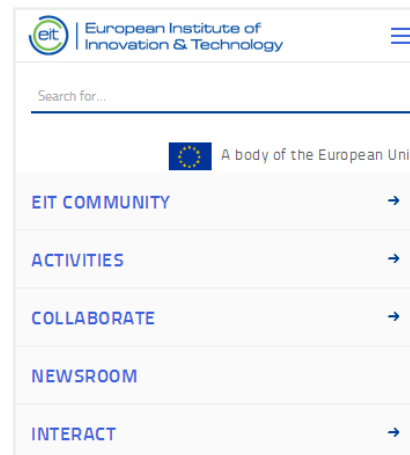 eit
European Institute of
Innovation & Technology
Search for...
A body of the European Uni
EIT COMMUNITY
ACTIVITIES
COLLABORATE
NEWSROOM
INTERACT